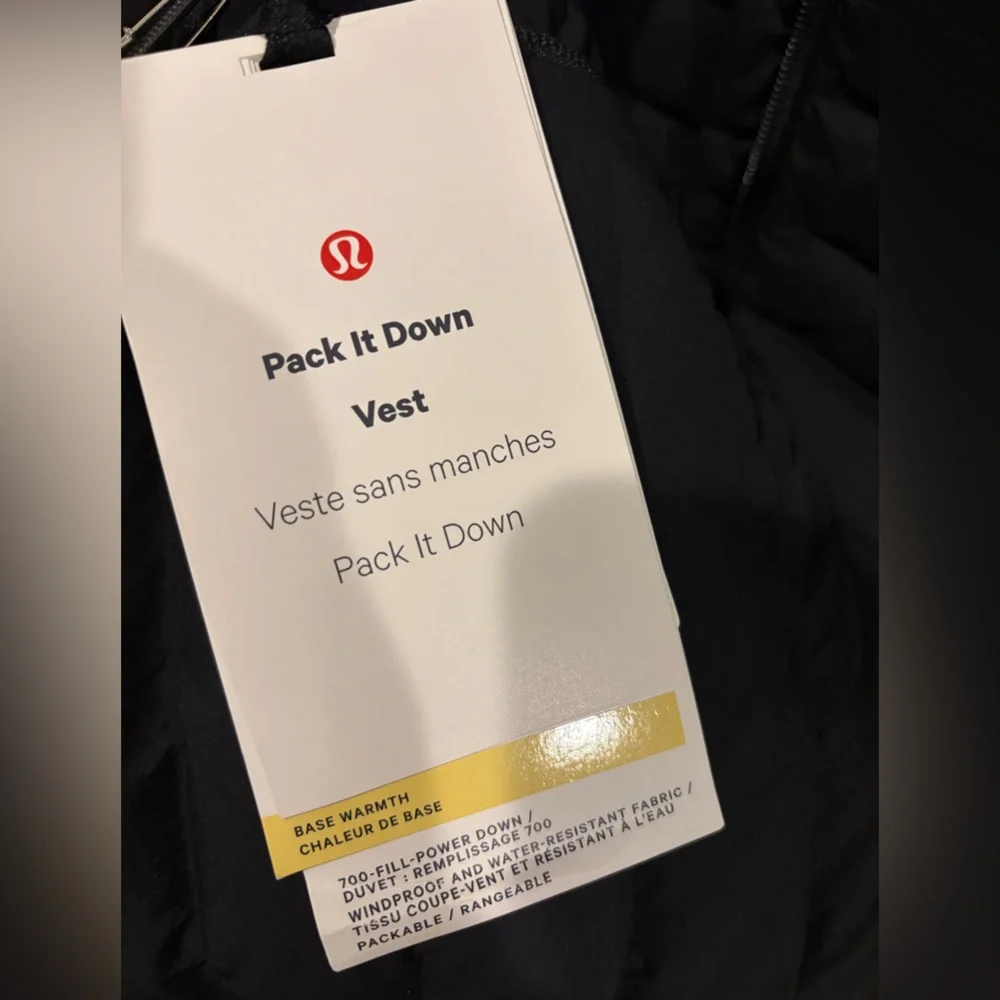 Pack It Down
Vest
Veste sans manches
Pack It Down
BASE WARMTH
CHALEUR DE BASE
700-FILL-POWER DOWN /
DUVET : REMPLISSAGE 700
WINDPROOF AND WATER-RESISTANT FABRIC /
TISSU COUPE-VENT ET RÉSISTANT À L'EAU
PACKABLE / RANGEABLE